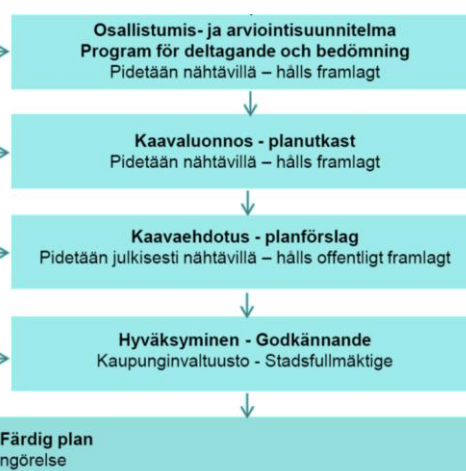 Osallistumis- ja arviointisuunnitelma
Program för deltagande och bedömning
Pidetään nähtävillä – hålls framlagt
Kaavaluonnos - planutkast
Pidetään nähtävillä – hålls framlagt
Kaavaehdotus - planförslag
Pidetään julkisesti nähtävillä – hålls offentligt framlagt
Hyväksyminen - Godkännande
Kaupunginvaltuusto - Stadsfullmäktige
Färdig plan
ngörelse